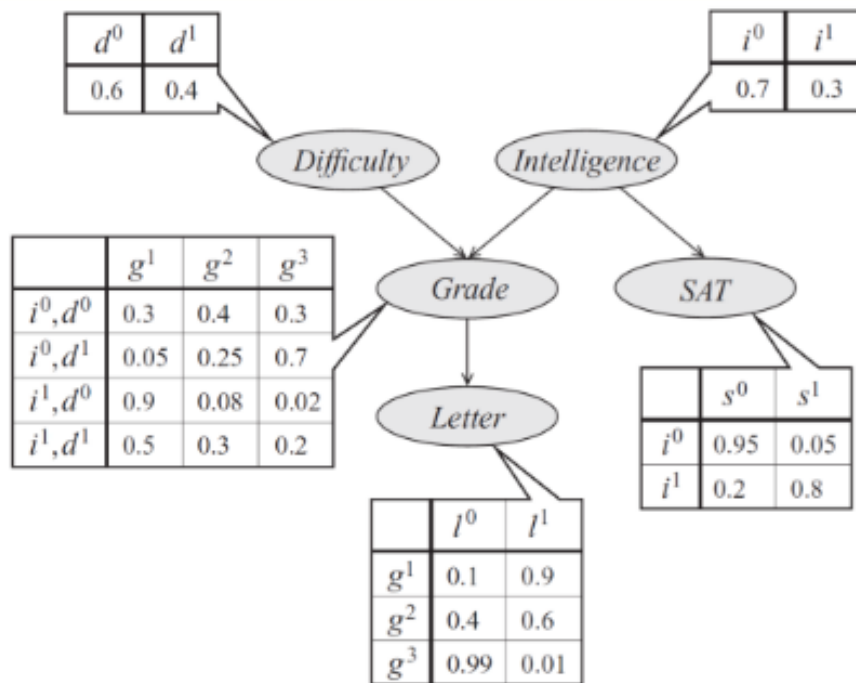 d⁰ d¹
0.6 0.4
i⁰ i¹
0.7 0.3
Difficulty
Intelligence
g¹ g² g³
i⁰,d⁰ 0.3 0.4 0.3
i⁰,d¹ 0.05 0.25 0.7
i¹,d⁰ 0.9 0.08 0.02
i¹,d¹ 0.5 0.3 0.2
Grade
SAT
Letter
s⁰ s¹
i⁰ 0.95 0.05
i¹ 0.2 0.8
l⁰ l¹
g¹ 0.1 0.9
g² 0.4 0.6
g³ 0.99 0.01